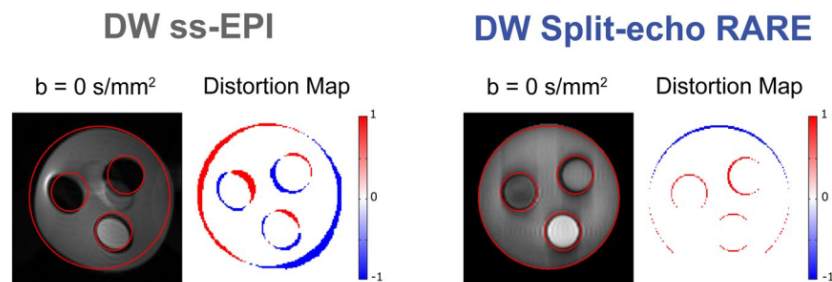 DW ss-EPI
b = 0 s/mm²
Distortion Map
1
0
-1
DW Split-echo RARE
b = 0 s/mm²
Distortion Map
1
0
-1